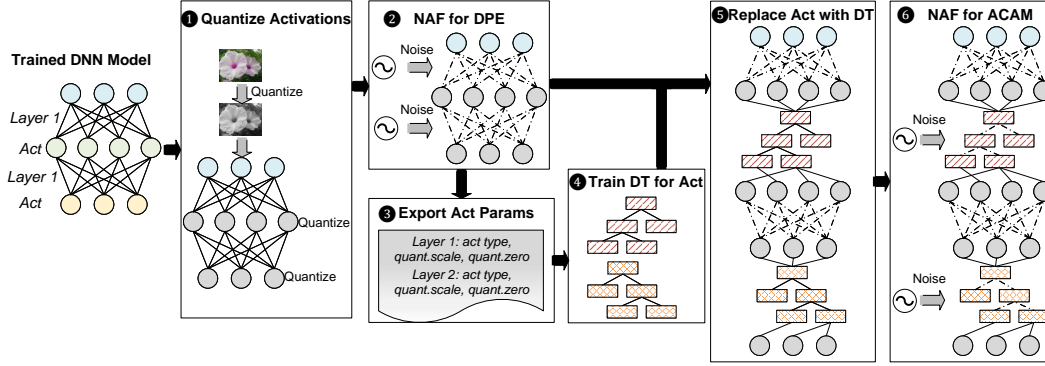 Trained DNN Model
Layer 1
Act
Layer 1
Act
❶ Quantize Activations
Quantize
Quantize
Quantize
❷ NAF for DPE
Noise
Noise
❸ Export Act Params
Layer 1: act type,
quant.scale, quant.zero
Layer 2: act type,
quant.scale, quant.zero
❹ Train DT for Act
❺Replace Act with DT
❻ NAF for ACAM
Noise
Noise